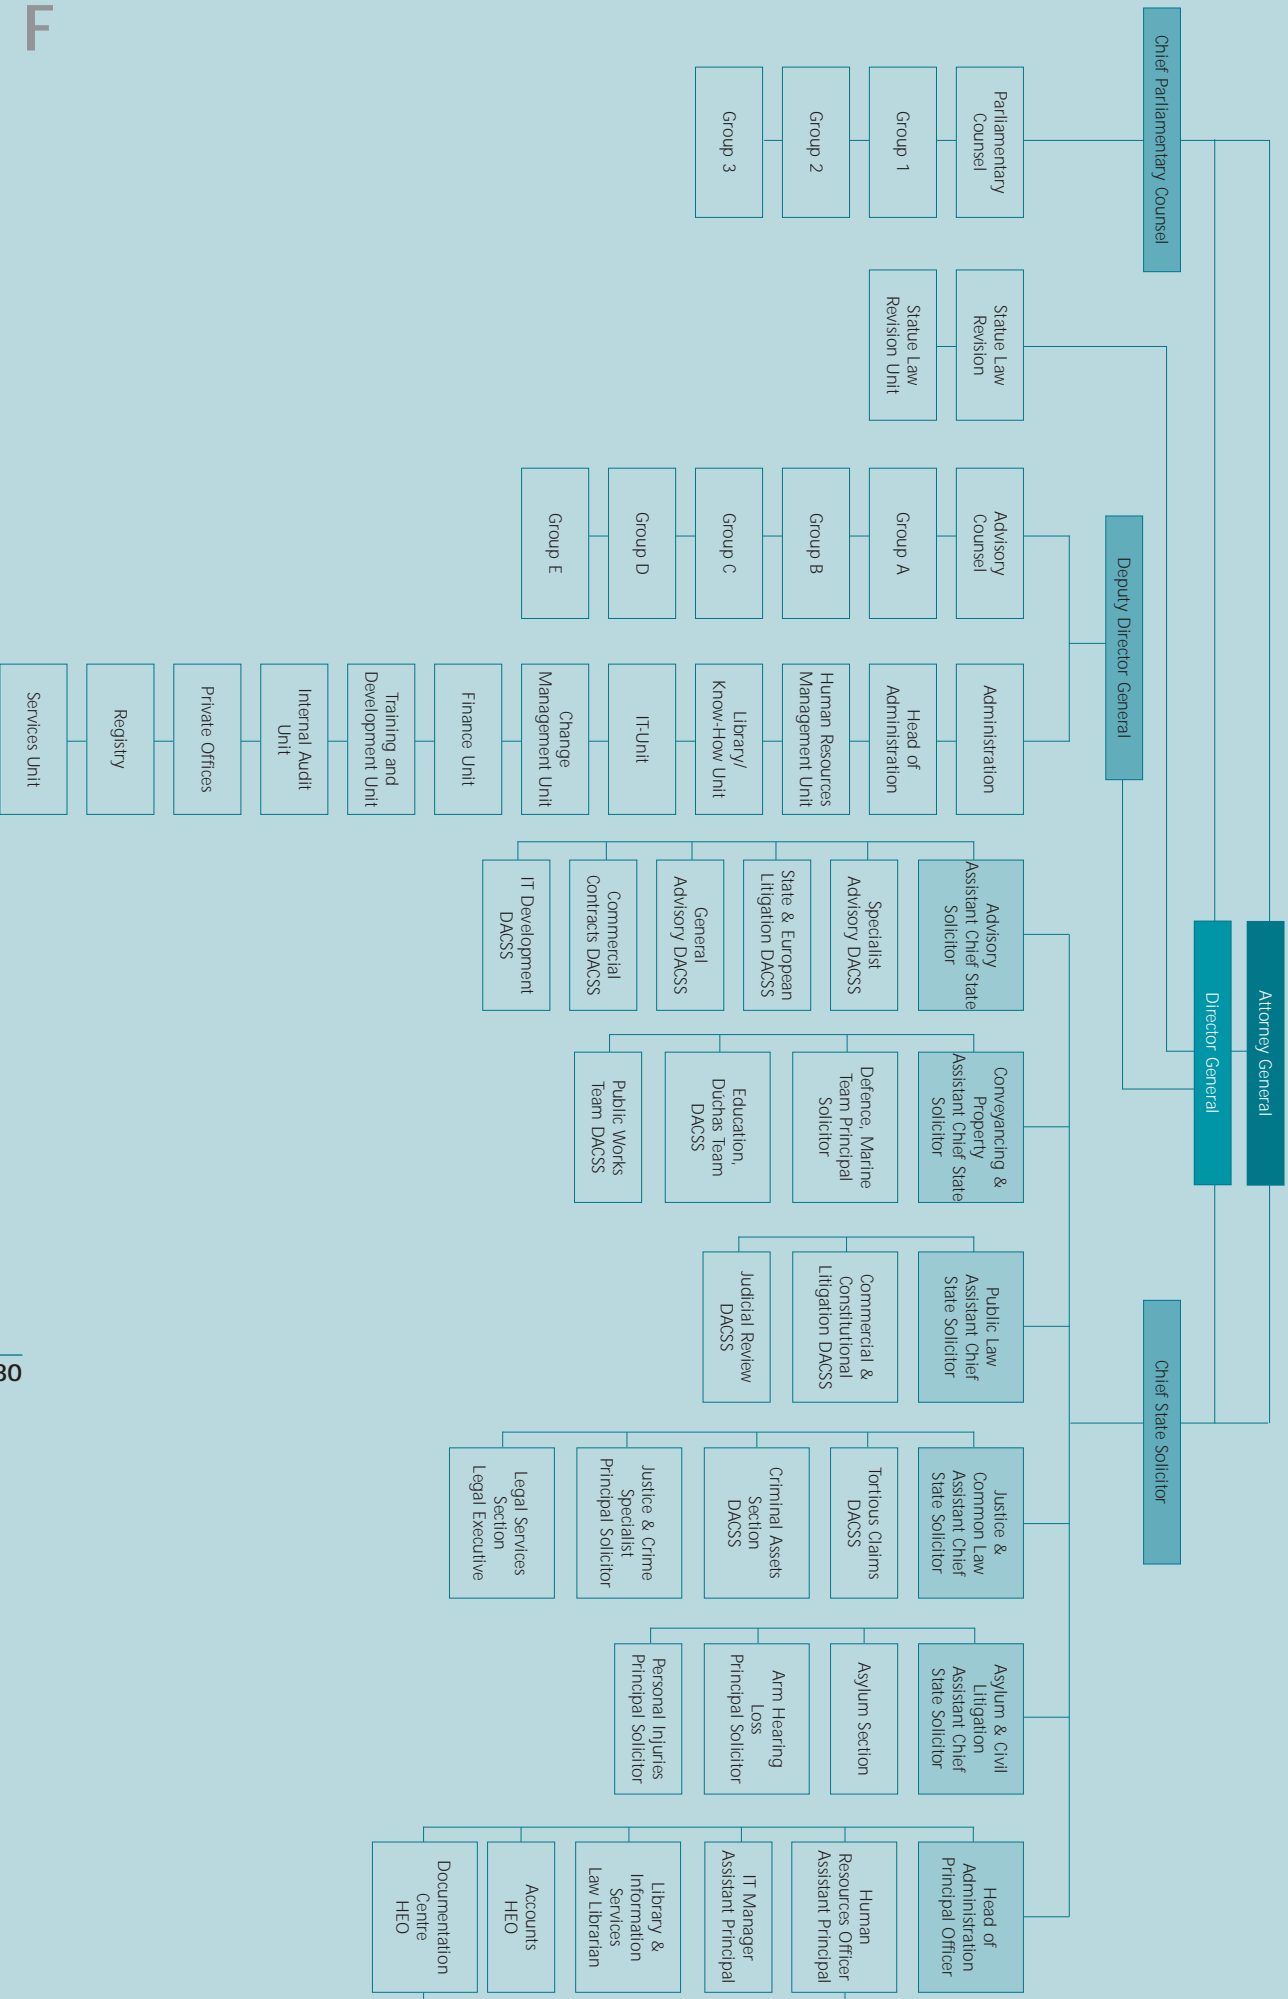 F
Attorney General
Director General
Chief Parliamentary Counsel
Deputy Director General
Chief State Solicitor
Parliamentary
Counsel
Group 1
Group 2
Group 3
Statue Law
Revision
Statue Law
Revision Unit
Advisory
Counsel
Group A
Group B
Group C
Group D
Group E
Administration
Head of
Administration
Human Resources
Management Unit
Library/
Know-How Unit
IT-Unit
Change
Management Unit
Finance Unit
Training and
Development Unit
Internal Audit
Unit
Private Offices
Registry
Services Unit
Advisory
Assistant Chief State
Solicitor
Specialist
Advisory DACSS
State & European
Litigation DACSS
General
Advisory DACSS
Commercial
Contracts DACSS
IT Development
DACSS
Conveyancing &
Property
Assistant Chief State
Solicitor
Defence, Marine
Team Principal
Solicitor
Education,
Dúchas Team
DACSS
Public Works
Team DACSS
Public Law
Assistant Chief
State Solicitor
Commercial &
Constitutional
Litigation DACSS
Judicial Review
DACSS
Justice &
Common Law
Assistant Chief
State Solicitor
Tortious Claims
DACSS
Criminal Assets
Section
DACSS
Justice & Crime
Specialist
Principal Solicitor
Legal Services
Section
Legal Executive
Asylum & Civil
Litigation
Assistant Chief
State Solicitor
Asylum Section
Arm Hearing
Loss
Principal Solicitor
Personal Injuries
Principal Solicitor
Head of
Administration
Principal Officer
Human
Resources Officer
Assistant Principal
IT Manager
Assistant Principal
Library &
Information
Services
Law Librarian
Accounts
HEO
Documentation
Centre
HEO
30